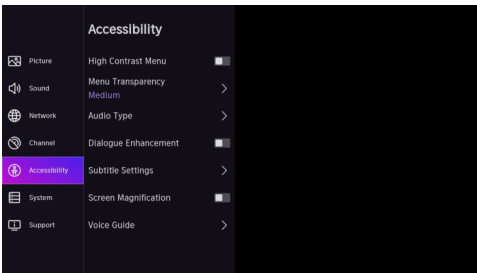 Accessibility
Picture
Sound
Network
Channel
Accessibility
System
Support
High Contrast Menu
Menu Transparency
Medium
Audio Type
Dialogue Enhancement
Subtitle Settings
Screen Magnification
Voice Guide